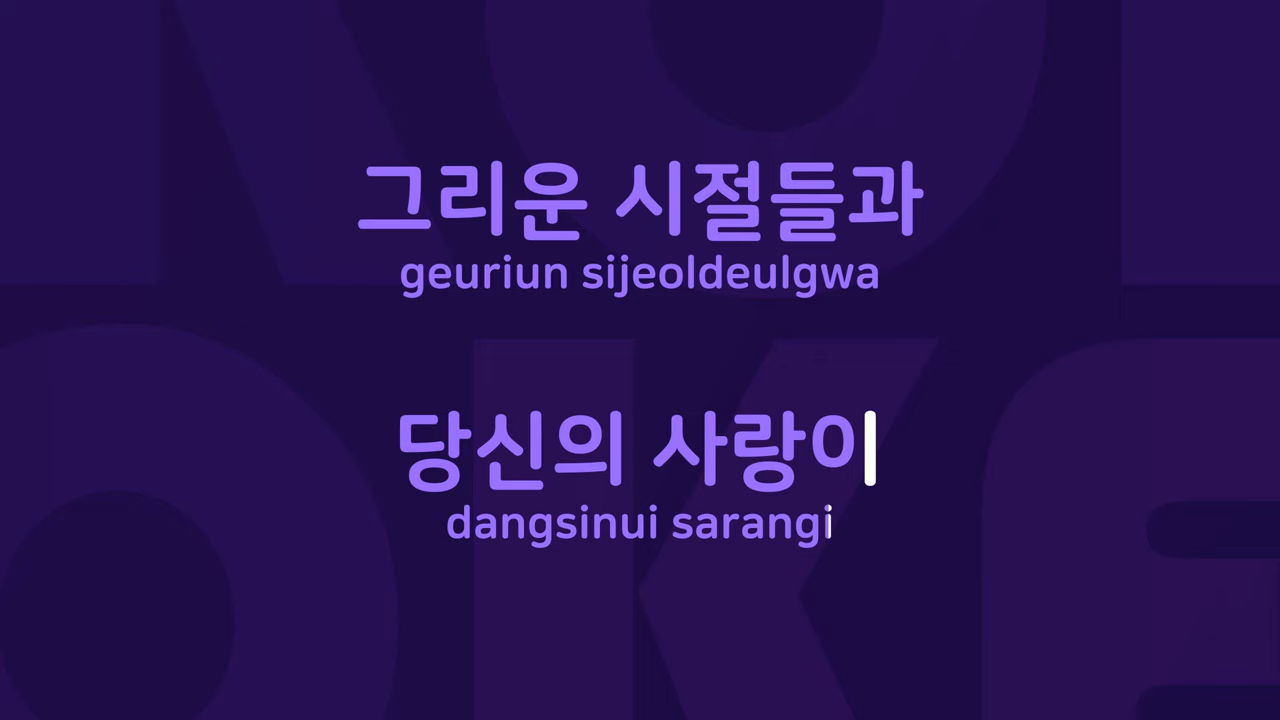 그리운 시절들과
geuriun sijeoldeulgwa
당신의 사랑이
dangsinui sarangi